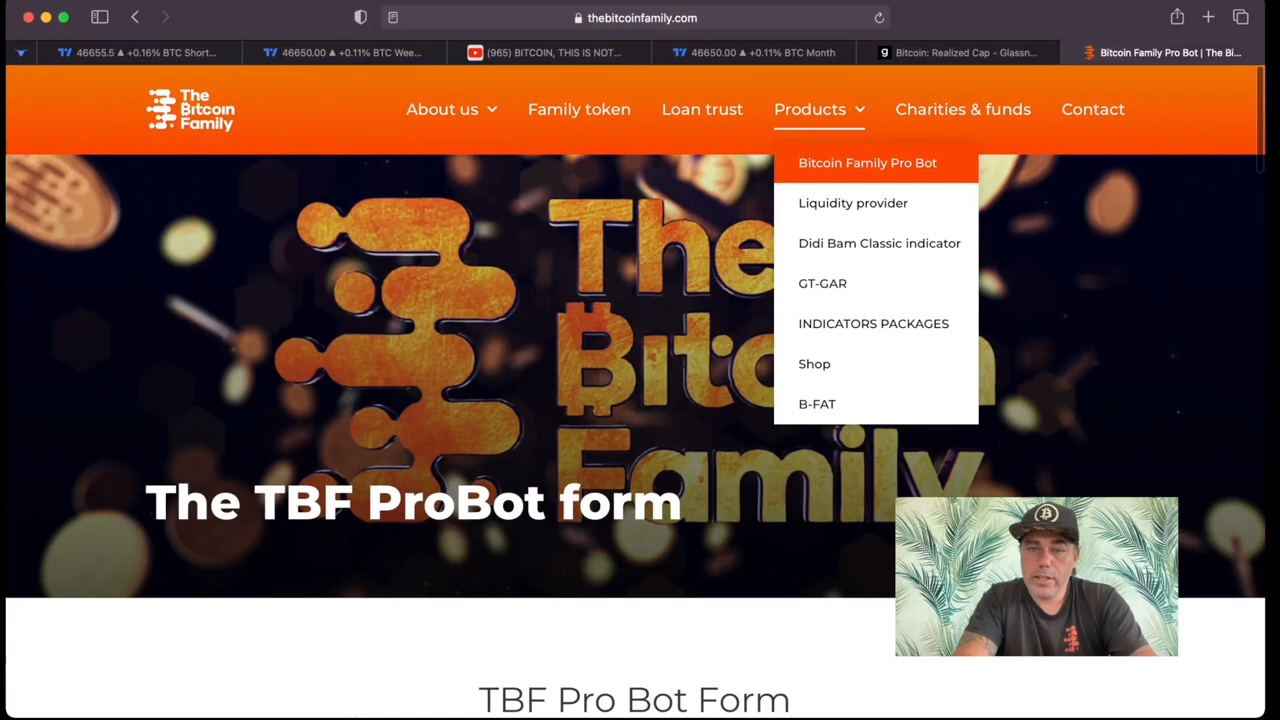 thebitcoinfamily.com
46655.5 ▲ +0.16% BTC Short...
46650.00 ▲ +0.11% BTC Wee...
(965) BITCOIN, THIS IS NOT...
46650.00 ▲ +0.11% BTC Month
g
Bitcoin: Realized Cap - Glassn...
Bitcoin Family Pro Bot | The Bi...
The
Bitcoin
Family
About us
Family token
Loan trust
Products
Charities & funds
Contact
Bitcoin Family Pro Bot
Liquidity provider
Didi Bam Classic indicator
GT-GAR
INDICATORS PACKAGES
Shop
B-FAT
The
Bitc n
Family
The TBF ProBot form
TBF Pro Bot Form